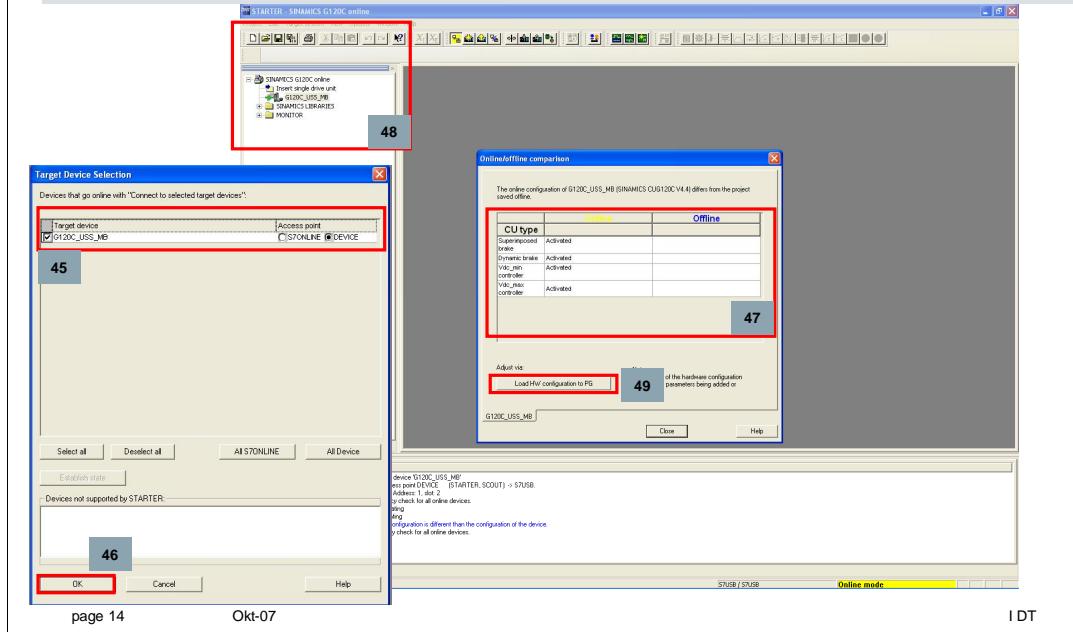 STARTER - SINAMICS G120C online
SINAMICS G120C online
Insert single drive unit
G120C_USS_MB
SINAMICS LIBRARIES
MONITOR
48
Target Device Selection
Devices that go online with "Connect to selected target devices":
Target device Access point
G120C_USS_MB S7ONLINE DEVICE
45
Select all Deselect all All S7ONLINE All Device
Establish state
Devices not supported by STARTER:
46
OK Cancel Help
Online/offline comparison
The online configuration of G120C_USS_MB (SINAMICS CUG120C V4.4) differs from the project
saved offline.
Offline
CU type
Superimposed brake Activated
Dynamic brake Activated
Vdc_min controller Activated
Vdc_max controller Activated
47
Adjust via:
Load HW configuration to PG
49
of the hardware configuration
parameters being added or
G120C_USS_MB
Close Help
device 'G120C_USS_MB'
ess point DEVICE (STARTER, SCOUT) -> S7USB.
Address: 1, slot: 2
cy check for all online devices.
ating
ting
onfiguration is different than the configuration of the device.
y check for all online devices.
S7USB / S7USB Online mode
page 14 Okt-07 I DT